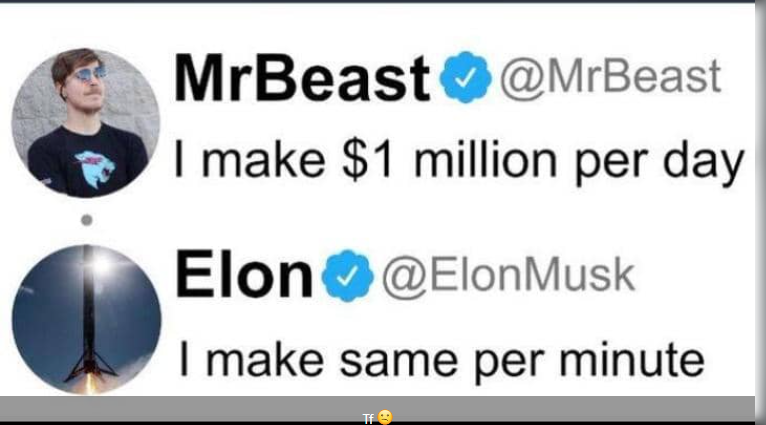 MrBeast @MrBeast
I make $1 million per day
Elon @ElonMusk
I make same per minute
Tf 🙁